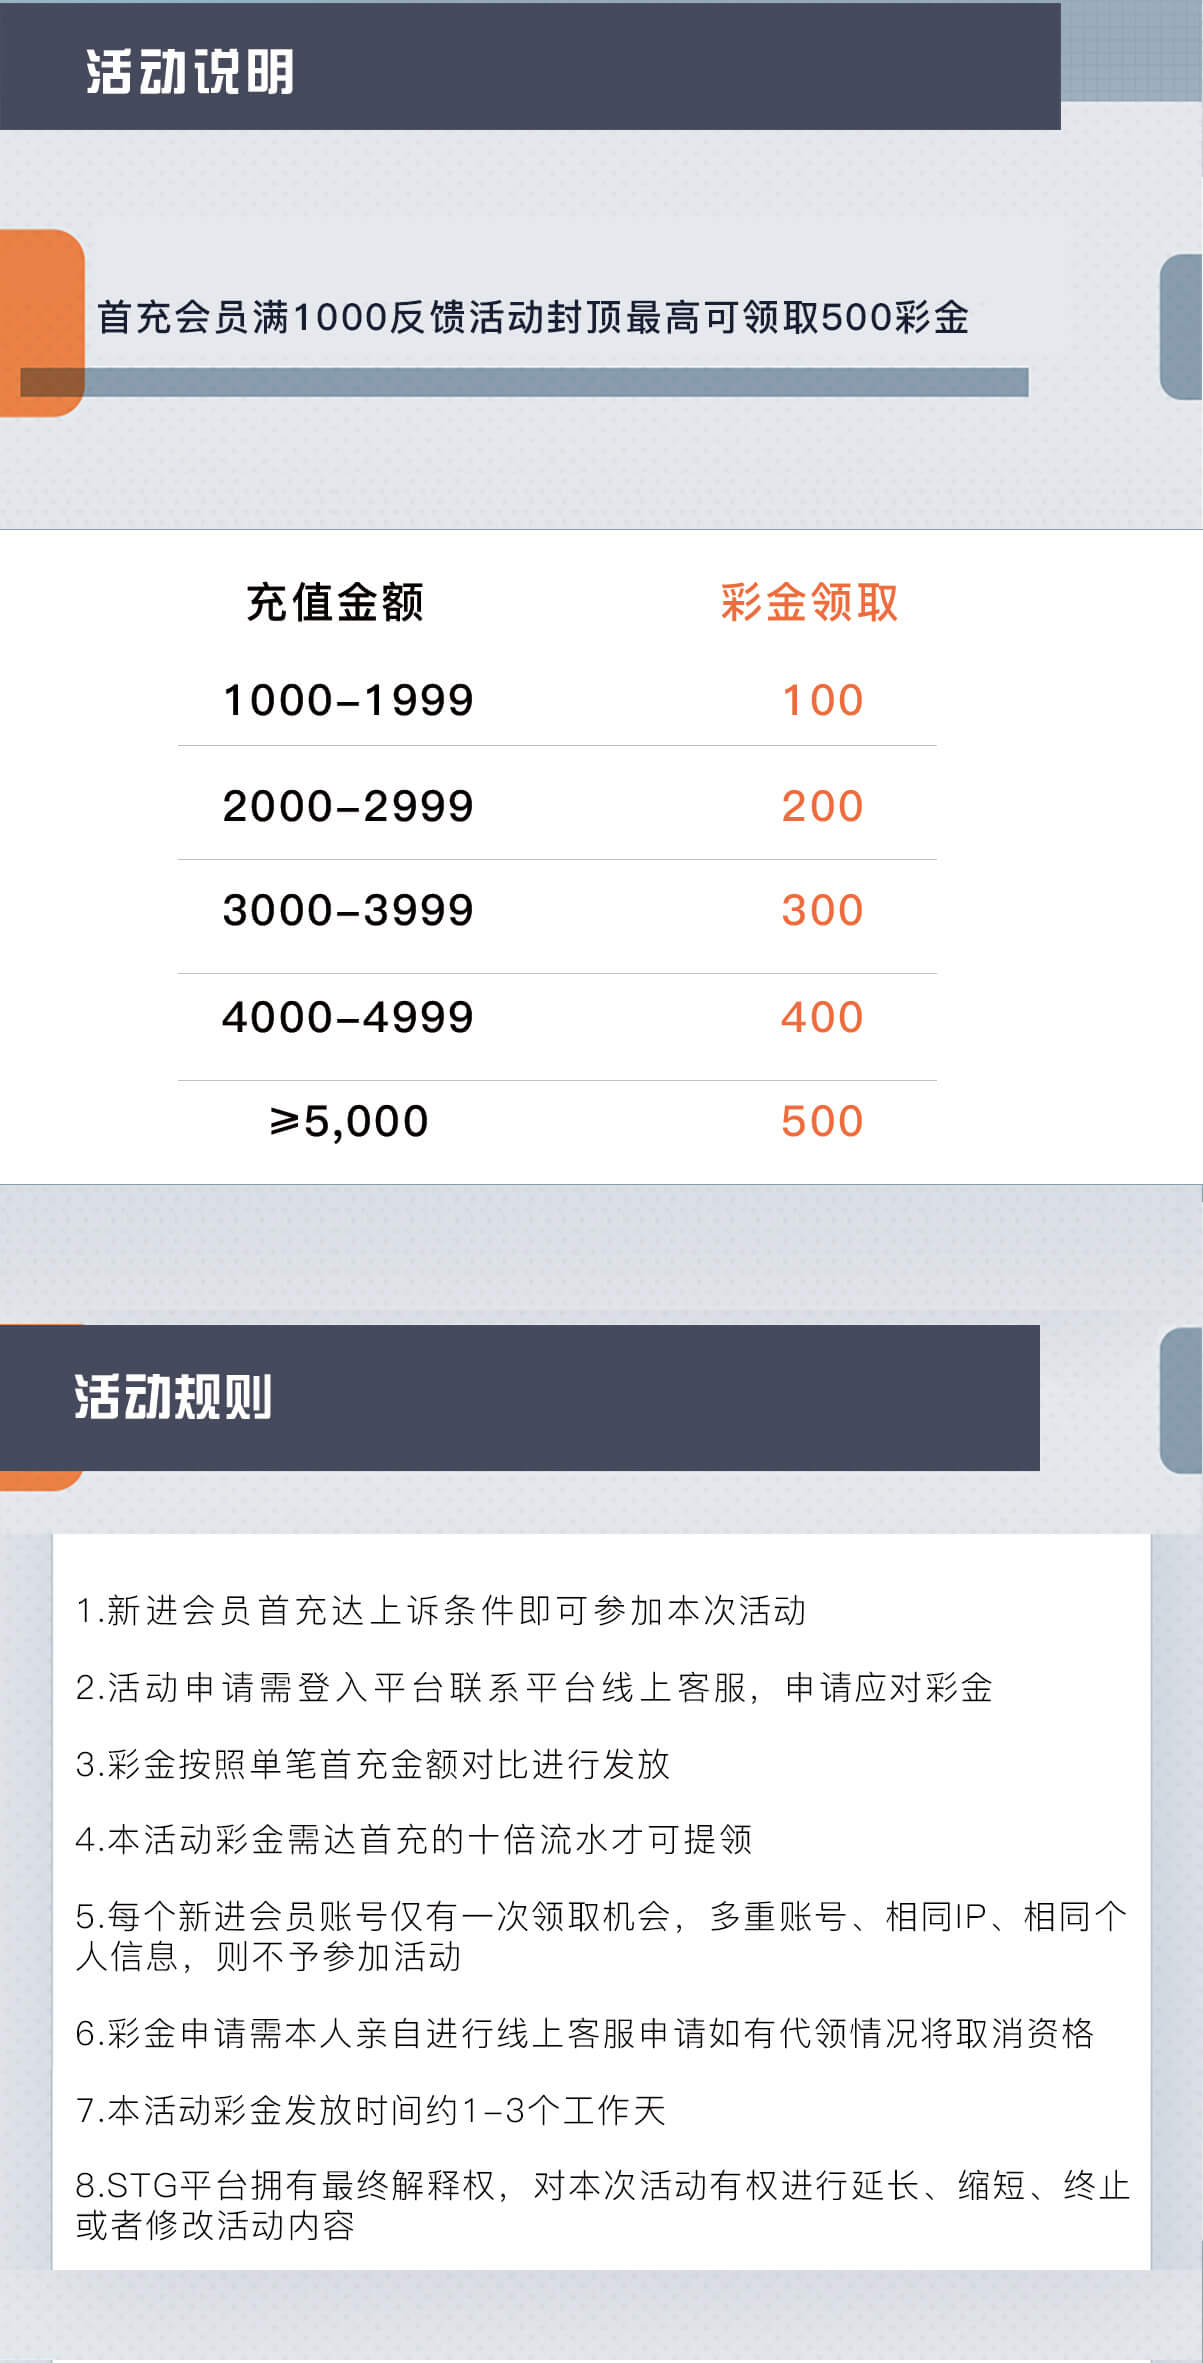 活动说明
首充会员满1000反馈活动封顶最高可领取500彩金
充值金额 彩金领取
1000-1999 100
2000-2999 200
3000-3999 300
4000-4999 400
⩾5,000 500
活动规则
1.新进会员首充达上诉条件即可参加本次活动
2.活动申请需登入平台联系平台线上客服，申请应对彩金
3.彩金按照单笔首充金额对比进行发放
4.本活动彩金需达首充的十倍流水才可提领
5.每个新进会员账号仅有一次领取机会，多重账号、相同IP、相同个
人信息，则不予参加活动
6.彩金申请需本人亲自进行线上客服申请如有代领情况将取消资格
7.本活动彩金发放时间约1-3个工作天
8.STG平台拥有最终解释权，对本次活动有权进行延长、缩短、终止
或者修改活动内容